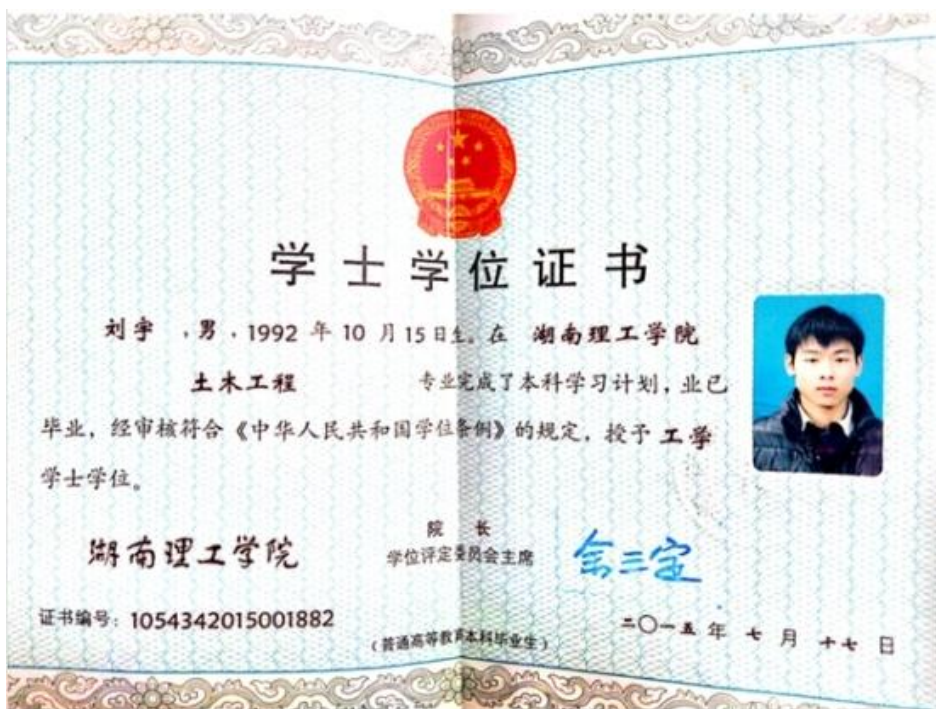 学士学位证书
刘宇 ,男,1992 年 10 月 15 日生。在 湖南理工学院
土木工程 专业完成了本科学习计划,业已
毕业,经审核符合《中华人民共和国学位条例》的规定,授予 工学
学士学位。
院 长
湖南理工学院 学位评定委员会主席 余三定
证书编号:1054342015001882
(普通高等教育本科毕业生)
二〇一五 年 七 月 十七 日